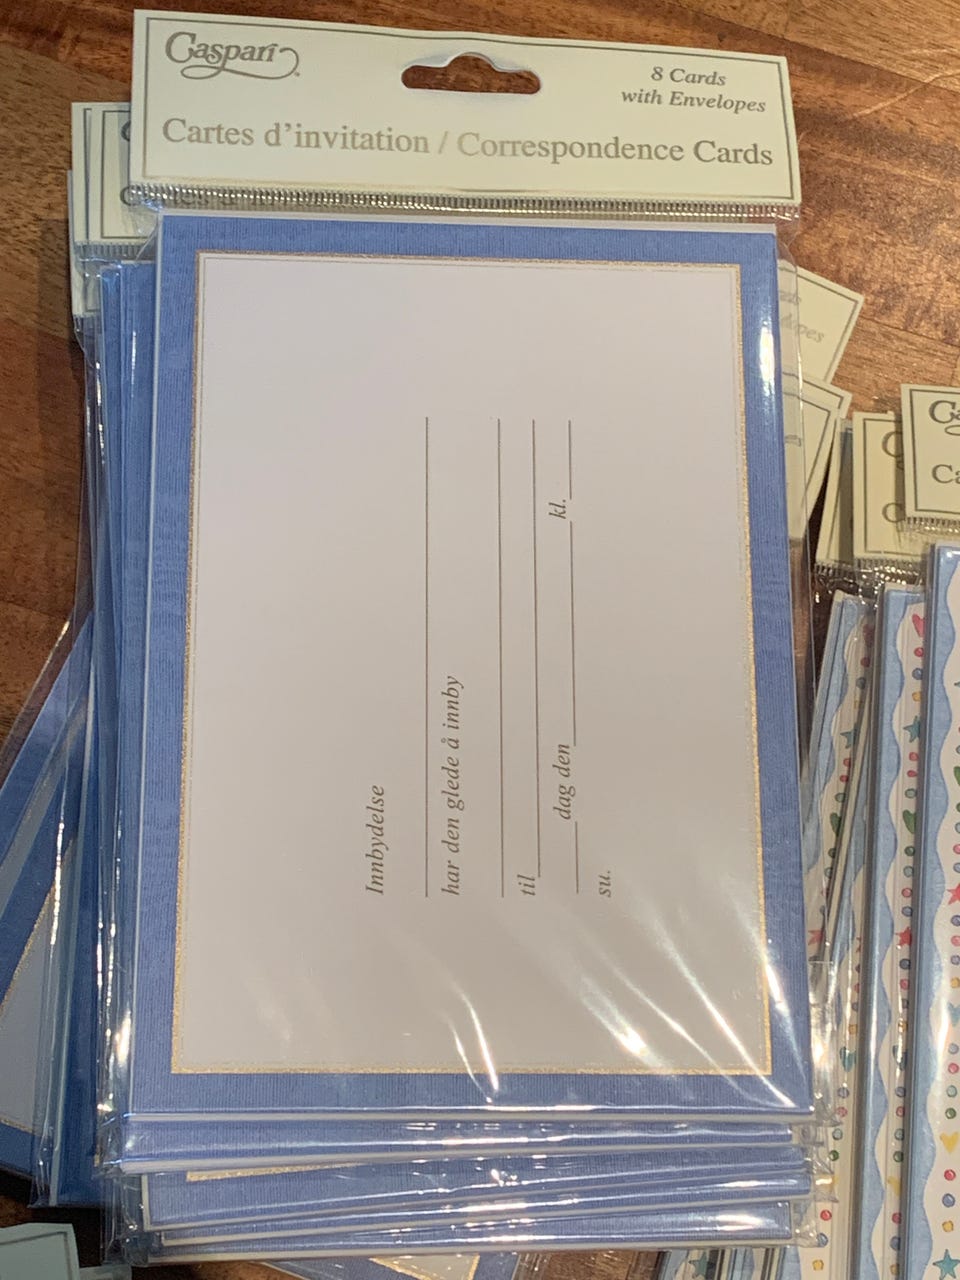 Caspari
8 Cards
with Envelopes
Cartes d'invitation / Correspondence Cards
Innbydelse
har den glede å innby
til
dag den kl.
su.